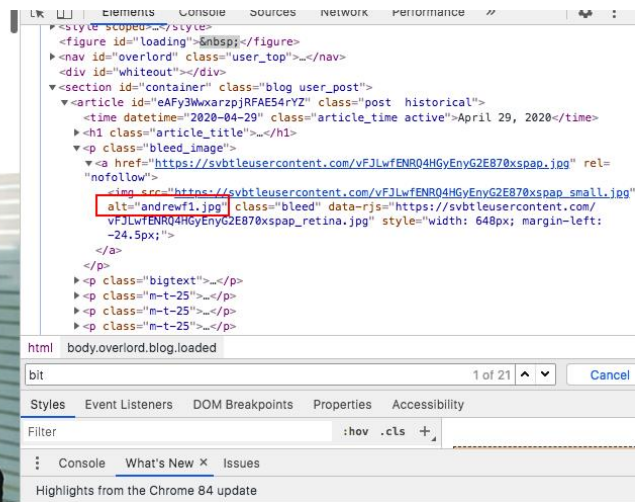 Elements Console Sources Network Performance »
▶<style scoped>…</style>
<figure id="loading">&nbsp;</figure>
▶<nav id="overlord" class="user_top">…</nav>
<div id="whiteout"></div>
▼<section id="container" class="blog user_post">
▼<article id="eAFy3WwxarzpjRFAE54rYZ" class="post historical">
<time datetime="2020-04-29" class="article_time active">April 29, 2020</time>
▶<h1 class="article_title">…</h1>
▼<p class="bleed_image">
▼<a href="https://svbtleusercontent.com/vFJLwfENRQ4HGyEnyG2E870xspap.jpg" rel=
"nofollow">
<img src="https://svbtleusercontent.com/vFJLwfENRQ4HGyEnyG2E870xspap_small.jpg"
alt="andrewf1.jpg" class="bleed" data-rjs="https://svbtleusercontent.com/
vFJLwfENRQ4HGyEnyG2E870xspap_retina.jpg" style="width: 648px; margin-left:
-24.5px;">
</a>
</p>
▶<p class="bigtext">…</p>
▶<p class="m-t-25">…</p>
▶<p class="m-t-25">…</p>
▶<p class="m-t-25">…</p>
html body.overlord.blog.loaded
bit 1 of 21 Cancel
Styles Event Listeners DOM Breakpoints Properties Accessibility
Filter :hov .cls +
Console What's New × Issues
Highlights from the Chrome 84 update